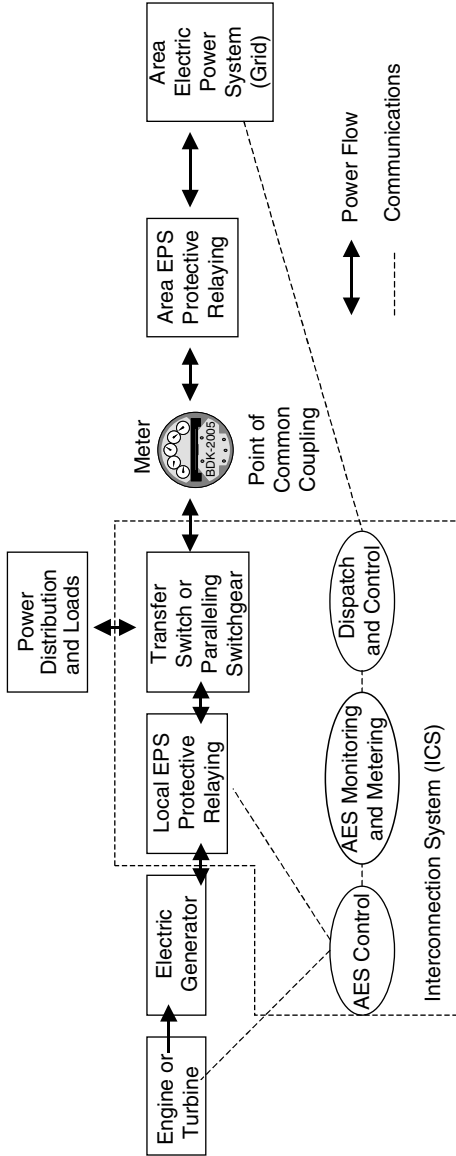 Engine or
Turbine
Electric
Generator
Local EPS
Protective
Relaying
Transfer
Switch or
Paralleling
Switchgear
Power
Distribution
and Loads
Meter
BDK-2005
Point of
Common
Coupling
Area EPS
Protective
Relaying
Area
Electric
Power
System
(Grid)
AES Control
AES Monitoring
and Metering
Dispatch
and Control
Interconnection System (ICS)
Power Flow
Communications